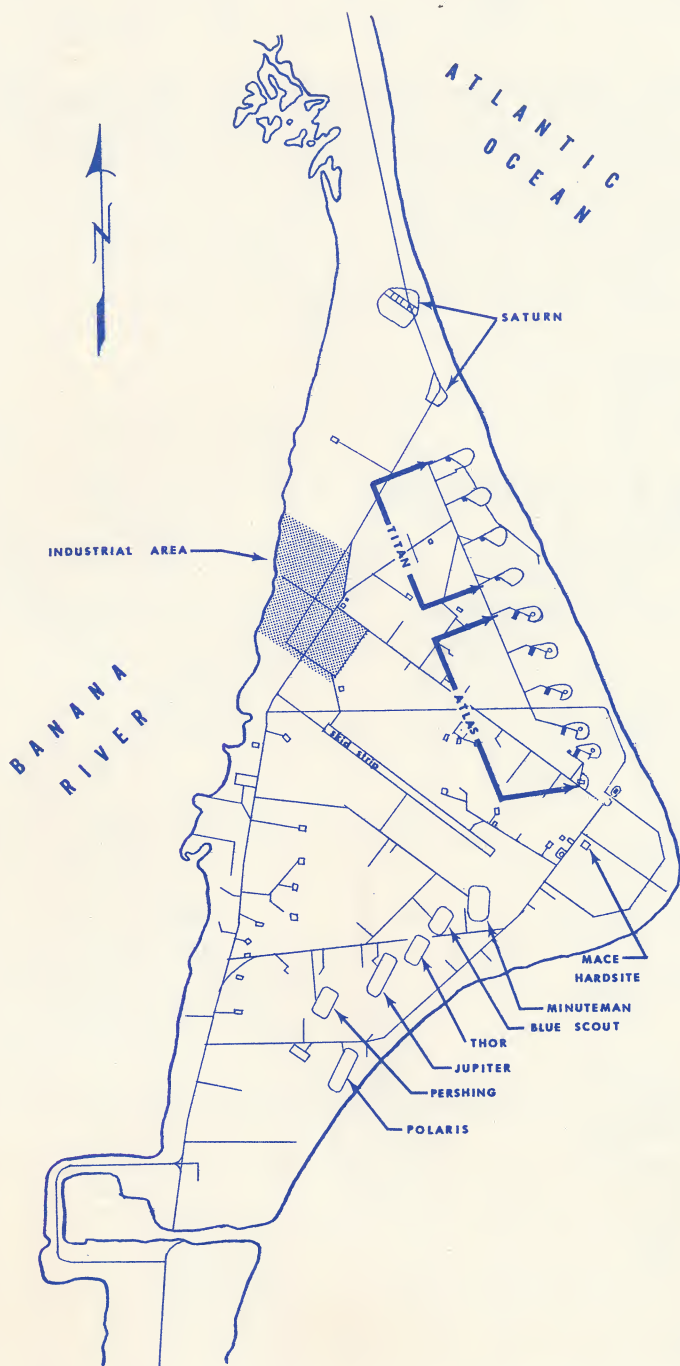 ATLANTIC
OCEAN
N
SATURN
TITAN
INDUSTRIAL AREA
ATLAS
BANANA
RIVER
skid strip
MACE
HARDSITE
MINUTEMAN
BLUE SCOUT
THOR
JUPITER
PERSHING
POLARIS